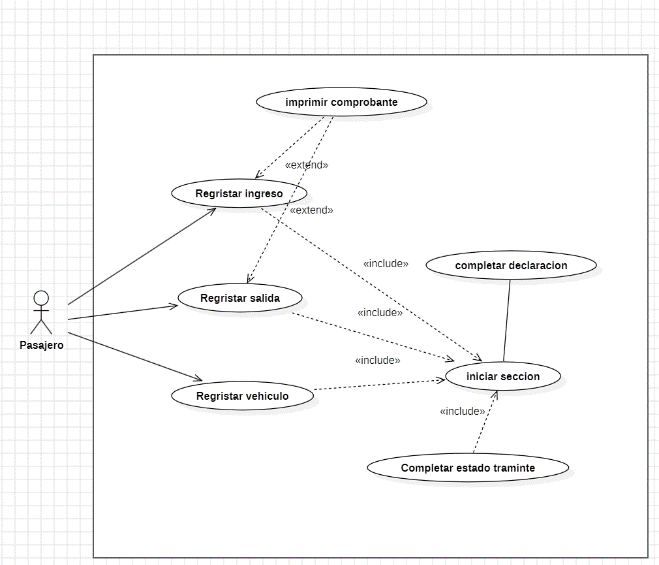 imprimir comprobante
«extend»
Regristar ingreso
«extend»
«include»
completar declaracion
Regristar salida
«include»
Pasajero
«include»
iniciar seccion
Regristar vehiculo
«include»
Completar estado traminte